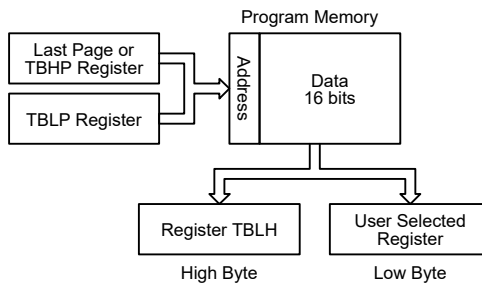 Program Memory
Last Page or
TBHP Register
TBLP Register
Address
Data
16 bits
Register TBLH
User Selected
Register
High Byte
Low Byte